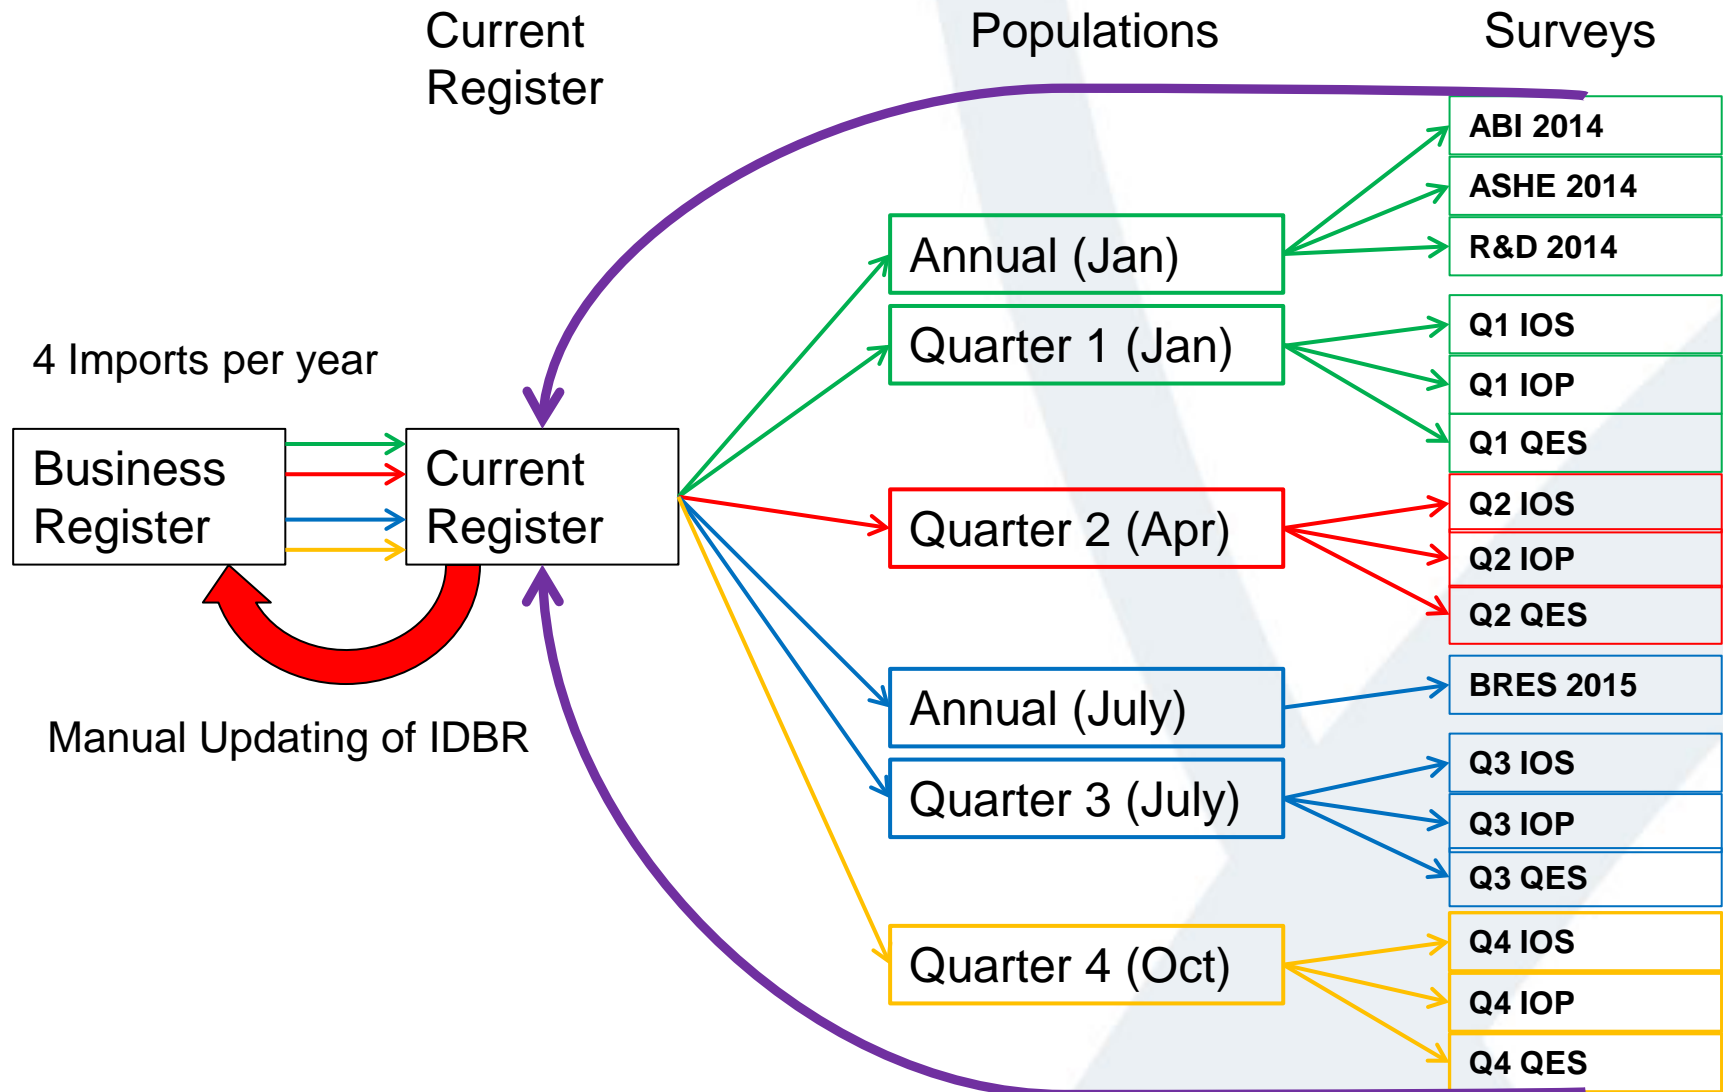 Current
Register
Populations
Surveys
4 Imports per year
Business
Register
Current
Register
Manual Updating of IDBR
Annual (Jan)
Quarter 1 (Jan)
Quarter 2 (Apr)
Annual (July)
Quarter 3 (July)
Quarter 4 (Oct)
ABI 2014
ASHE 2014
R&D 2014
Q1 IOS
Q1 IOP
Q1 QES
Q2 IOS
Q2 IOP
Q2 QES
BRES 2015
Q3 IOS
Q3 IOP
Q3 QES
Q4 IOS
Q4 IOP
Q4 QES